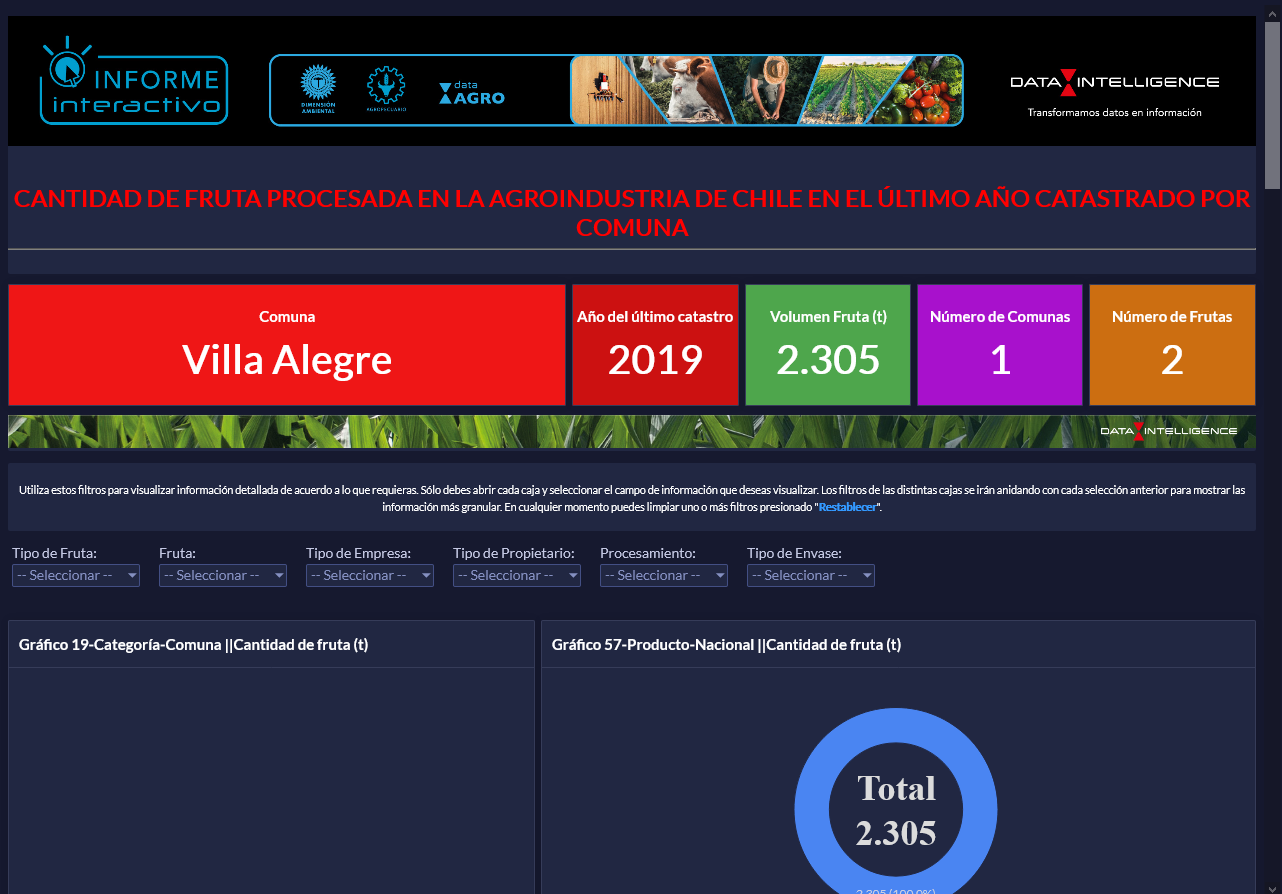 INFORME
interactivo
DIMENSIÓN
AMBIENTAL
AGROPECUARIO
data
AGRO
DATA INTELLIGENCE
Transformamos datos en información
CANTIDAD DE FRUTA PROCESADA EN LA AGROINDUSTRIA DE CHILE EN EL ÚLTIMO AÑO CATASTRADO POR
COMUNA
Comuna
Villa Alegre
Año del último catastro
2019
Volumen Fruta (t)
2.305
Número de Comunas
1
Número de Frutas
2
DATA INTELLIGENCE
Utiliza estos filtros para visualizar información detallada de acuerdo a lo que requieras. Sólo debes abrir cada caja y seleccionar el campo de información que deseas visualizar. Los filtros de las distintas cajas se irán anidando con cada selección anterior para mostrar las
información más granular. En cualquier momento puedes limpiar uno o más filtros presionado "Restablecer".
Tipo de Fruta: Fruta: Tipo de Empresa: Tipo de Propietario: Procesamiento: Tipo de Envase:
-- Seleccionar -- -- Seleccionar -- -- Seleccionar -- -- Seleccionar -- -- Seleccionar -- -- Seleccionar --
Gráfico 19-Categoría-Comuna ||Cantidad de fruta (t)
Gráfico 57-Producto-Nacional ||Cantidad de fruta (t)
Total
2.305
2.305 (100.0%)